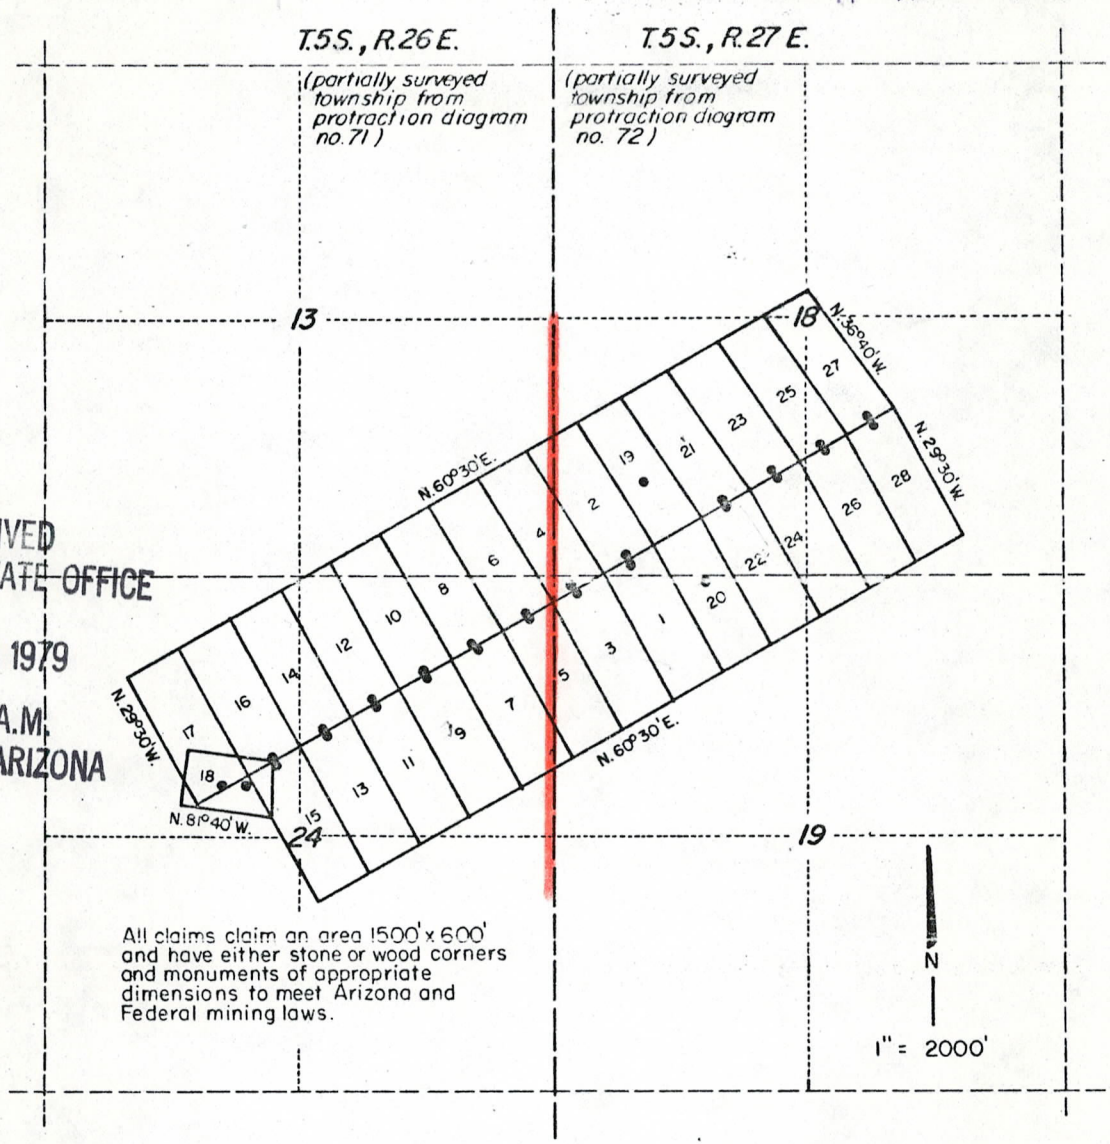 T.5S., R.26E.
T.5S., R.27E.
(partially surveyed
township from
protraction diagram
no.71)
(partially surveyed
township from
protraction diagram
no. 72)
13
18
N.36°40'W.
27
25
23
21
19
2
4
6
8
10
12
14
16
17
18
N.60°30'E.
N.29°30'W.
28
26
24
22
20
1
3
5
7
9
11
13
15
N.29°30'W.
N.81°40'W.
N.60°30'E.
24
19
IVED
ATE OFFICE
1979
A.M.
ARIZONA
All claims claim an area 1500' x 600'
and have either stone or wood corners
and monuments of appropriate
dimensions to meet Arizona and
Federal mining laws.
N
1" = 2000'